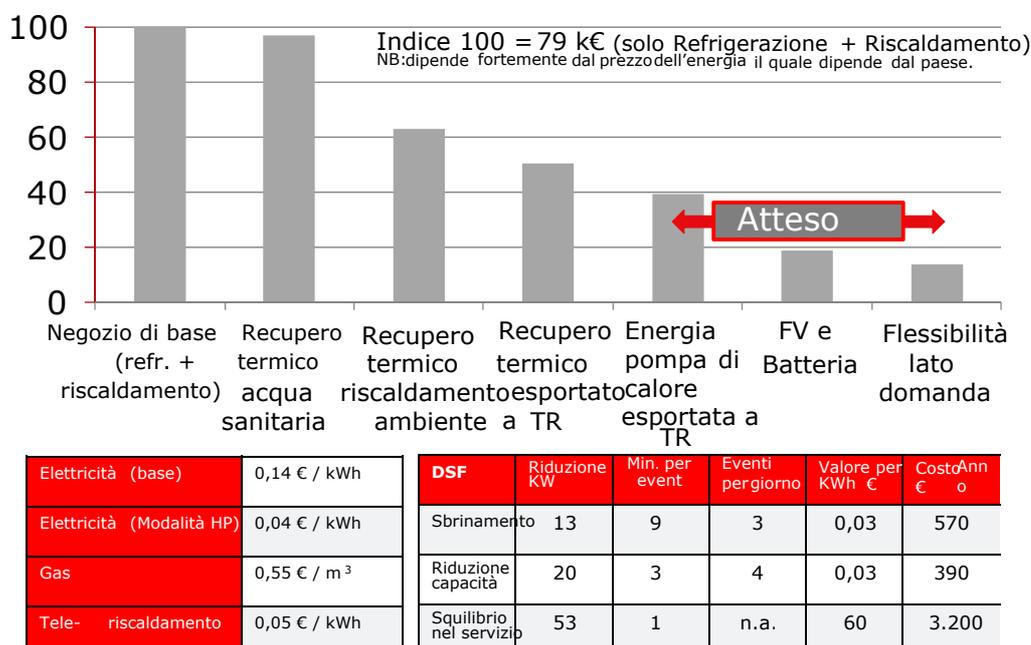 100
80
60
40
20
0
Indice 100 = 79 k€ (solo Refrigerazione + Riscaldamento)
NB:dipende fortemente dal prezzo dell’energia il quale dipende dal paese.
Atteso
Negozio di base
(refr. +
riscaldamento)
Recupero
termico
acqua
sanitaria
Recupero
termico
riscaldamento
ambiente
Recupero
termico
esportato
a TR
Energia
pompa di
calore
esportata a
TR
FV e
Batteria
Flessibilità
lato
domanda
Elettricità (base) 0,14 € / kWh
Elettricità (Modalità HP) 0,04 € / kWh
Gas 0,55 € / m³
Tele- riscaldamento 0,05 € / kWh
DSF
Riduzione
KW
Min. per
event
Eventi
per giorno
Valore per
KWh €
Costo Ann
€ o
Sbrinamento 13 9 3 0,03 570
Riduzione
capacità
20 3 4 0,03 390
Squilibrio
nel servizio
53 1 n.a. 60 3.200